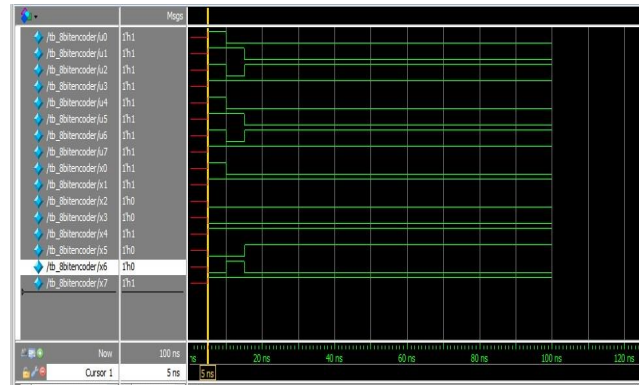 Msgs
/tb_8bitencoder/u0 1'h1
/tb_8bitencoder/u1 1'h1
/tb_8bitencoder/u2 1'h1
/tb_8bitencoder/u3 1'h1
/tb_8bitencoder/u4 1'h1
/tb_8bitencoder/u5 1'h1
/tb_8bitencoder/u6 1'h1
/tb_8bitencoder/u7 1'h1
/tb_8bitencoder/x0 1'h1
/tb_8bitencoder/x1 1'h1
/tb_8bitencoder/x2 1'h0
/tb_8bitencoder/x3 1'h0
/tb_8bitencoder/x4 1'h1
/tb_8bitencoder/x5 1'h0
/tb_8bitencoder/x6 1'h0
/tb_8bitencoder/x7 1'h1
Now 100 ns ns 20 ns 40 ns 60 ns 80 ns 100 ns 120 ns
Cursor 1 5 ns 5 ns